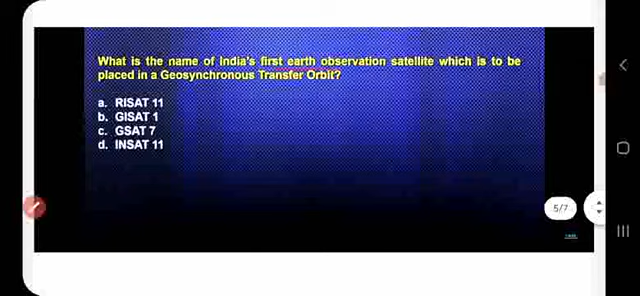 What is the name of India's first earth observation satellite which is to be
placed in a Geosynchronous Transfer Orbit?
a. RISAT 11
b. GISAT 1
c. GSAT 7
d. INSAT 11
5/7